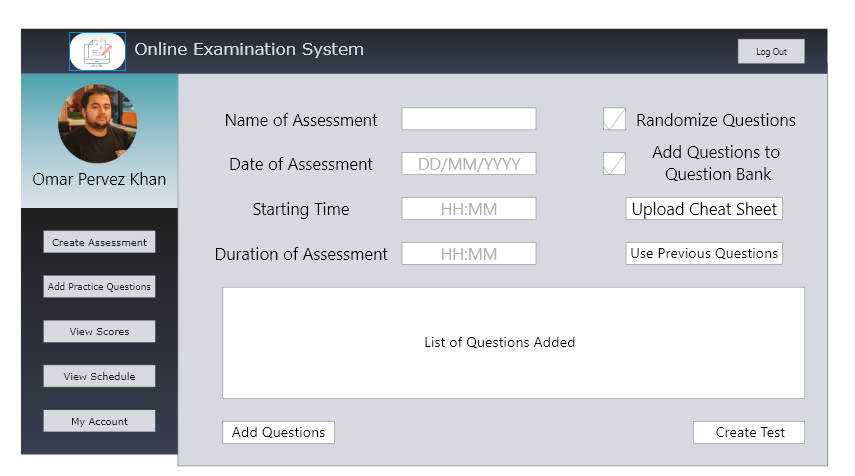 Online Examination System
Log Out
Omar Pervez Khan
Create Assessment
Add Practice Questions
View Scores
View Schedule
My Account
Name of Assessment
Randomize Questions
Date of Assessment
DD/MM/YYYY
Add Questions to
Question Bank
Starting Time
HH:MM
Upload Cheat Sheet
Duration of Assessment
HH:MM
Use Previous Questions
List of Questions Added
Add Questions
Create Test